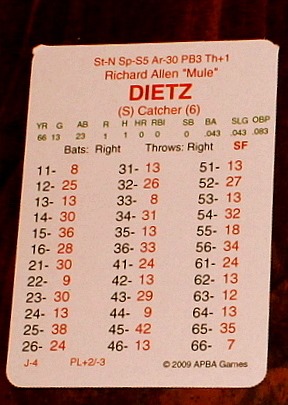 St-N Sp-S5 Ar-30 PB3 Th+1
Richard Allen "Mule"
DIETZ
(S) Catcher (6)
YR G AB R H HR RBI SB BA SLG OBP
66 13 23 1 1 0 0 0 .043 .043 .083
Bats: Right Throws: Right SF
11- 8 31- 13 51- 13
12- 25 32- 26 52- 27
13- 13 33- 8 53- 13
14- 30 34- 31 54- 32
15- 36 35- 13 55- 18
16- 28 36- 33 56- 34
21- 30 41- 24 61- 24
22- 9 42- 13 62- 13
23- 30 43- 29 63- 12
24- 13 44- 9 64- 13
25- 38 45- 42 65- 35
26- 24 46- 13 66- 7
J-4 PL+2/-3 © 2009 APBA Games